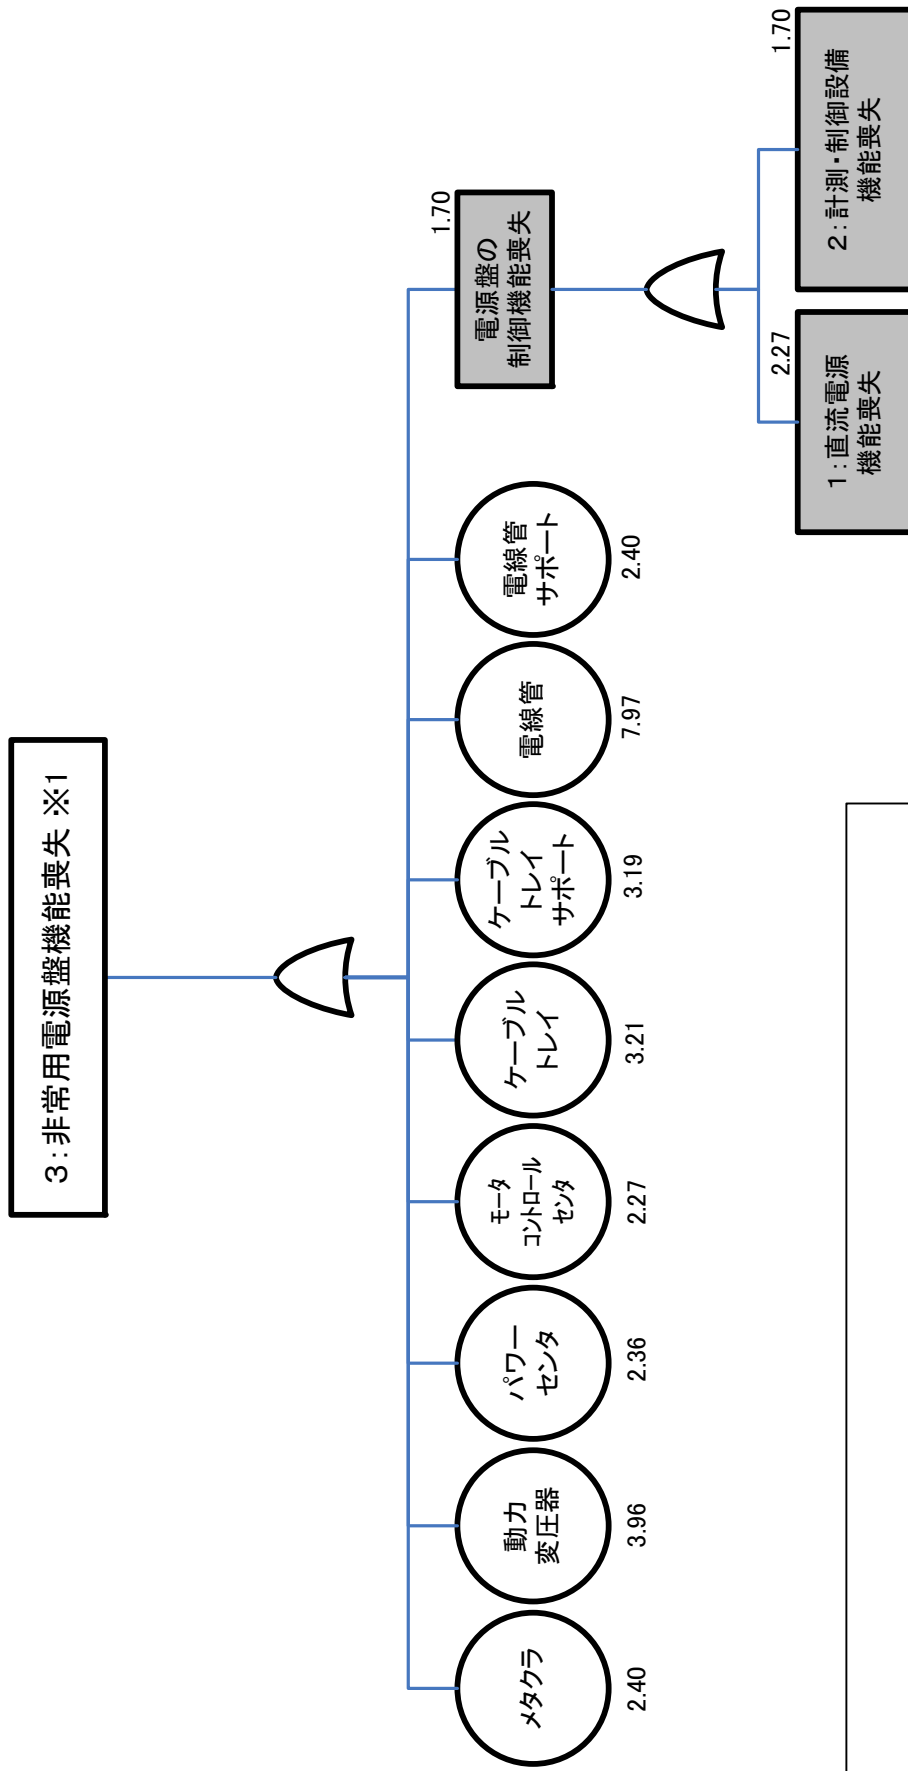 3:非常用電源盤機能喪失 ※1
メタクラ
2.40
動力
変圧器
3.96
パワー
センタ
2.36
モータ
コントロール
センタ
2.27
ケーブル
トレイ
3.21
ケーブル
トレイ
サポート
3.19
電線管
7.97
電線管
サポート
2.40
1.70
電源盤の
制御機能喪失
2.27
1:直流電源
機能喪失
1.70
2:計測・制御設備
機能喪失